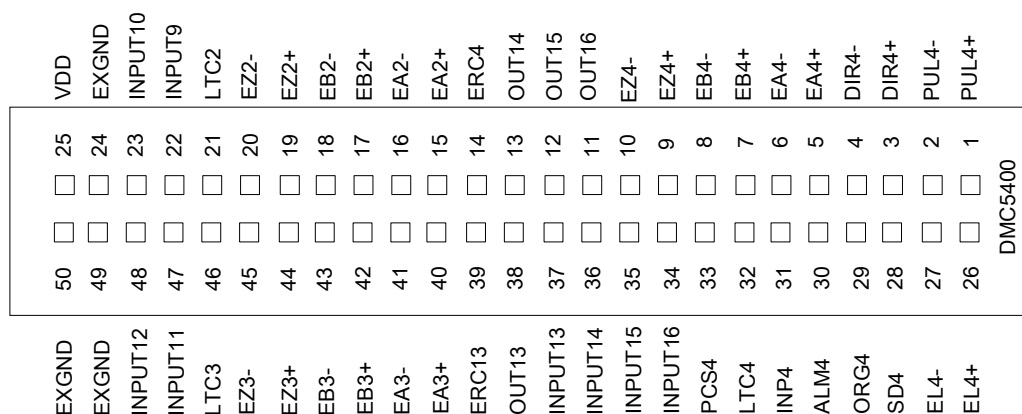 VDD
EXGND
INPUT10
INPUT9
LTC2
EZ2-
EZ2+
EB2-
EB2+
EA2-
EA2+
ERC4
OUT14
OUT15
OUT16
EZ4-
EZ4+
EB4-
EB4+
EA4-
EA4+
DIR4-
DIR4+
PUL4-
PUL4+
25
24
23
22
21
20
19
18
17
16
15
14
13
12
11
10
9
8
7
6
5
4
3
2
1
DMC5400
50
49
48
47
46
45
44
43
42
41
40
39
38
37
36
35
34
33
32
31
30
29
28
27
26
EXGND
EXGND
INPUT12
INPUT11
LTC3
EZ3-
EZ3+
EB3-
EB3+
EA3-
EA3+
ERC13
OUT13
INPUT13
INPUT14
INPUT15
INPUT16
PCS4
LTC4
INP4
ALM4
ORG4
SD4
EL4-
EL4+